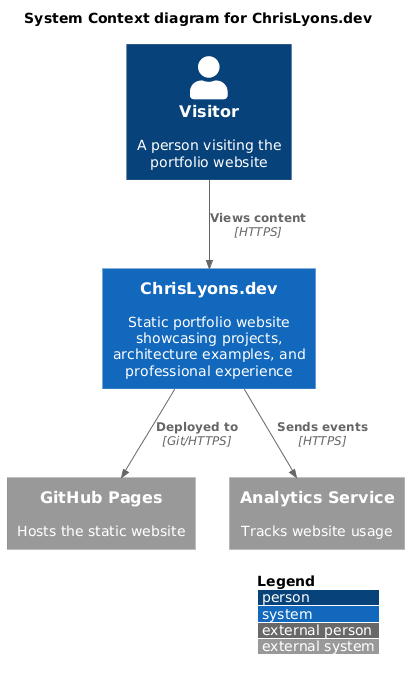 System Context diagram for ChrisLyons.dev
Visitor
A person visiting the
portfolio website
Views content
[HTTPS]
ChrisLyons.dev
Static portfolio website
showcasing projects,
architecture examples, and
professional experience
Deployed to
[Git/HTTPS]
Sends events
[HTTPS]
GitHub Pages
Hosts the static website
Analytics Service
Tracks website usage
Legend
person
system
external person
external system